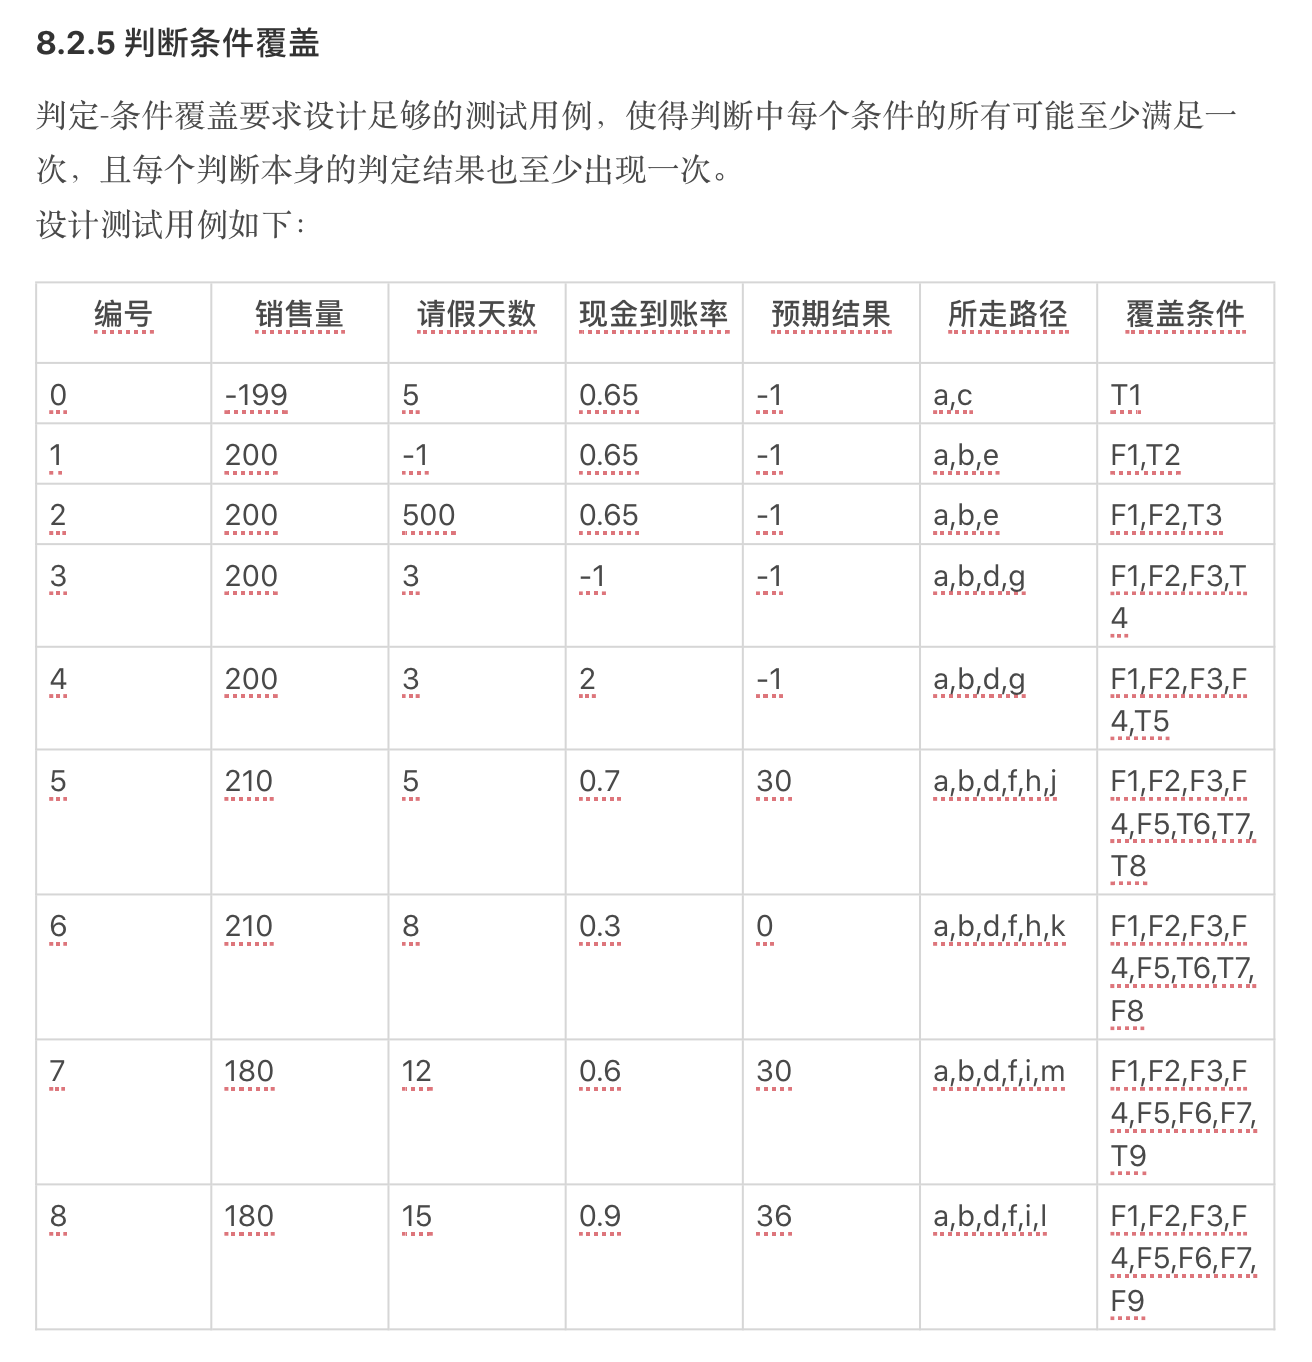 8.2.5 判断条件覆盖
判定-条件覆盖要求设计足够的测试用例，使得判断中每个条件的所有可能至少满足一
次，且每个判断本身的判定结果也至少出现一次。
设计测试用例如下：
编号 销售量 请假天数 现金到账率 预期结果 所走路径 覆盖条件
0 -199 5 0.65 -1 a,c T1
1 200 -1 0.65 -1 a,b,e F1,T2
2 200 500 0.65 -1 a,b,e F1,F2,T3
3 200 3 -1 -1 a,b,d,g F1,F2,F3,T
4
4 200 3 2 -1 a,b,d,g F1,F2,F3,F
4,T5
5 210 5 0.7 30 a,b,d,f,h,j F1,F2,F3,F
4,F5,T6,T7,
T8
6 210 8 0.3 0 a,b,d,f,h,k F1,F2,F3,F
4,F5,T6,T7,
F8
7 180 12 0.6 30 a,b,d,f,i,m F1,F2,F3,F
4,F5,F6,F7,
T9
8 180 15 0.9 36 a,b,d,f,i,l F1,F2,F3,F
4,F5,F6,F7,
F9